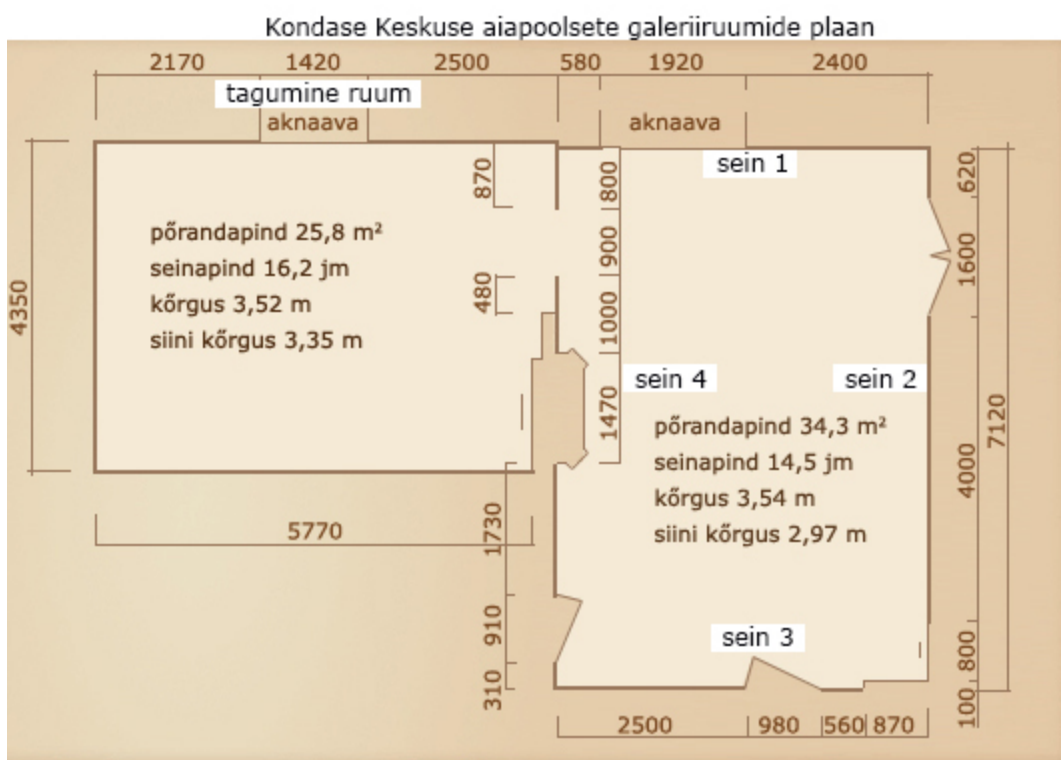 Kondase Keskuse aiapoolsete galeriiruumide plaan
2170 1420 2500 580 1920 2400
tagumine ruum
aknaava
aknaava
sein 1
870
800
620
põrandapind 25,8 m²
seinapind 16,2 jm
kõrgus 3,52 m
siini kõrgus 3,35 m
900
1600
4350
480
1000
sein 4
sein 2
1470
7120
põrandapind 34,3 m²
seinapind 14,5 jm
kõrgus 3,54 m
siini kõrgus 2,97 m
4000
5770
1730
910
sein 3
800
310
100
2500 980 560 870